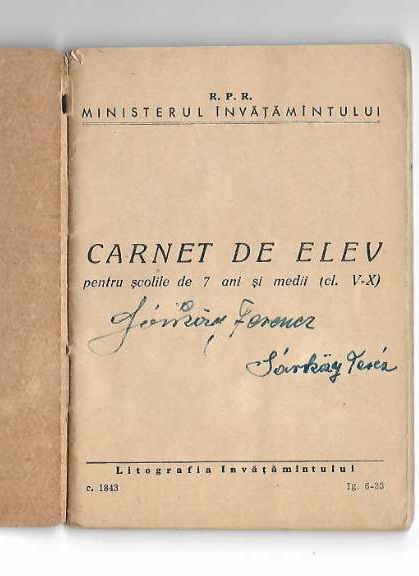 R. P. R.
MINISTERUL ÎNVĂȚĂMÎNTULUI
CARNET DE ELEV
pentru școlile de 7 ani și medii (cl. V-X)
Ferencz
Sárközy Teréz
Litografia Învățămîntului
c. 1843 Ig. 6-33